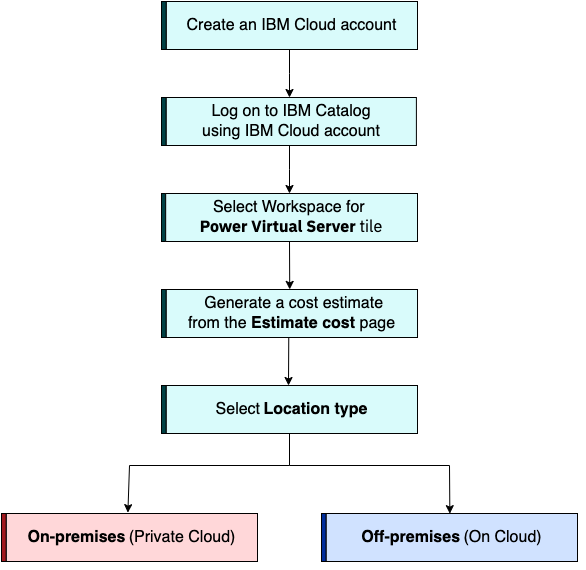 Create an IBM Cloud account
Log on to IBM Catalog
using IBM Cloud account
Select Workspace for
Power Virtual Server tile
Generate a cost estimate
from the Estimate cost page
Select Location type
On-premises (Private Cloud)
Off-premises (On Cloud)